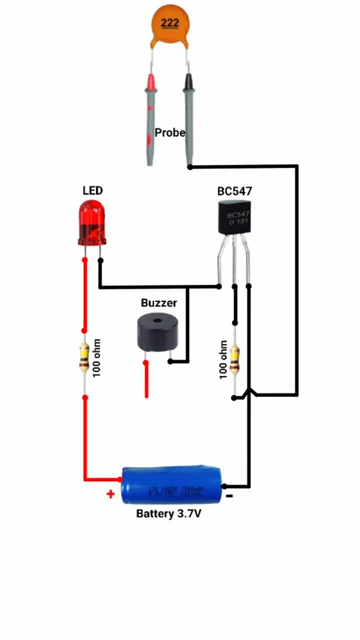 222
Probe
LED
BC547
BC547
Buzzer
100 ohm
100 ohm
+
-
Battery 3.7V